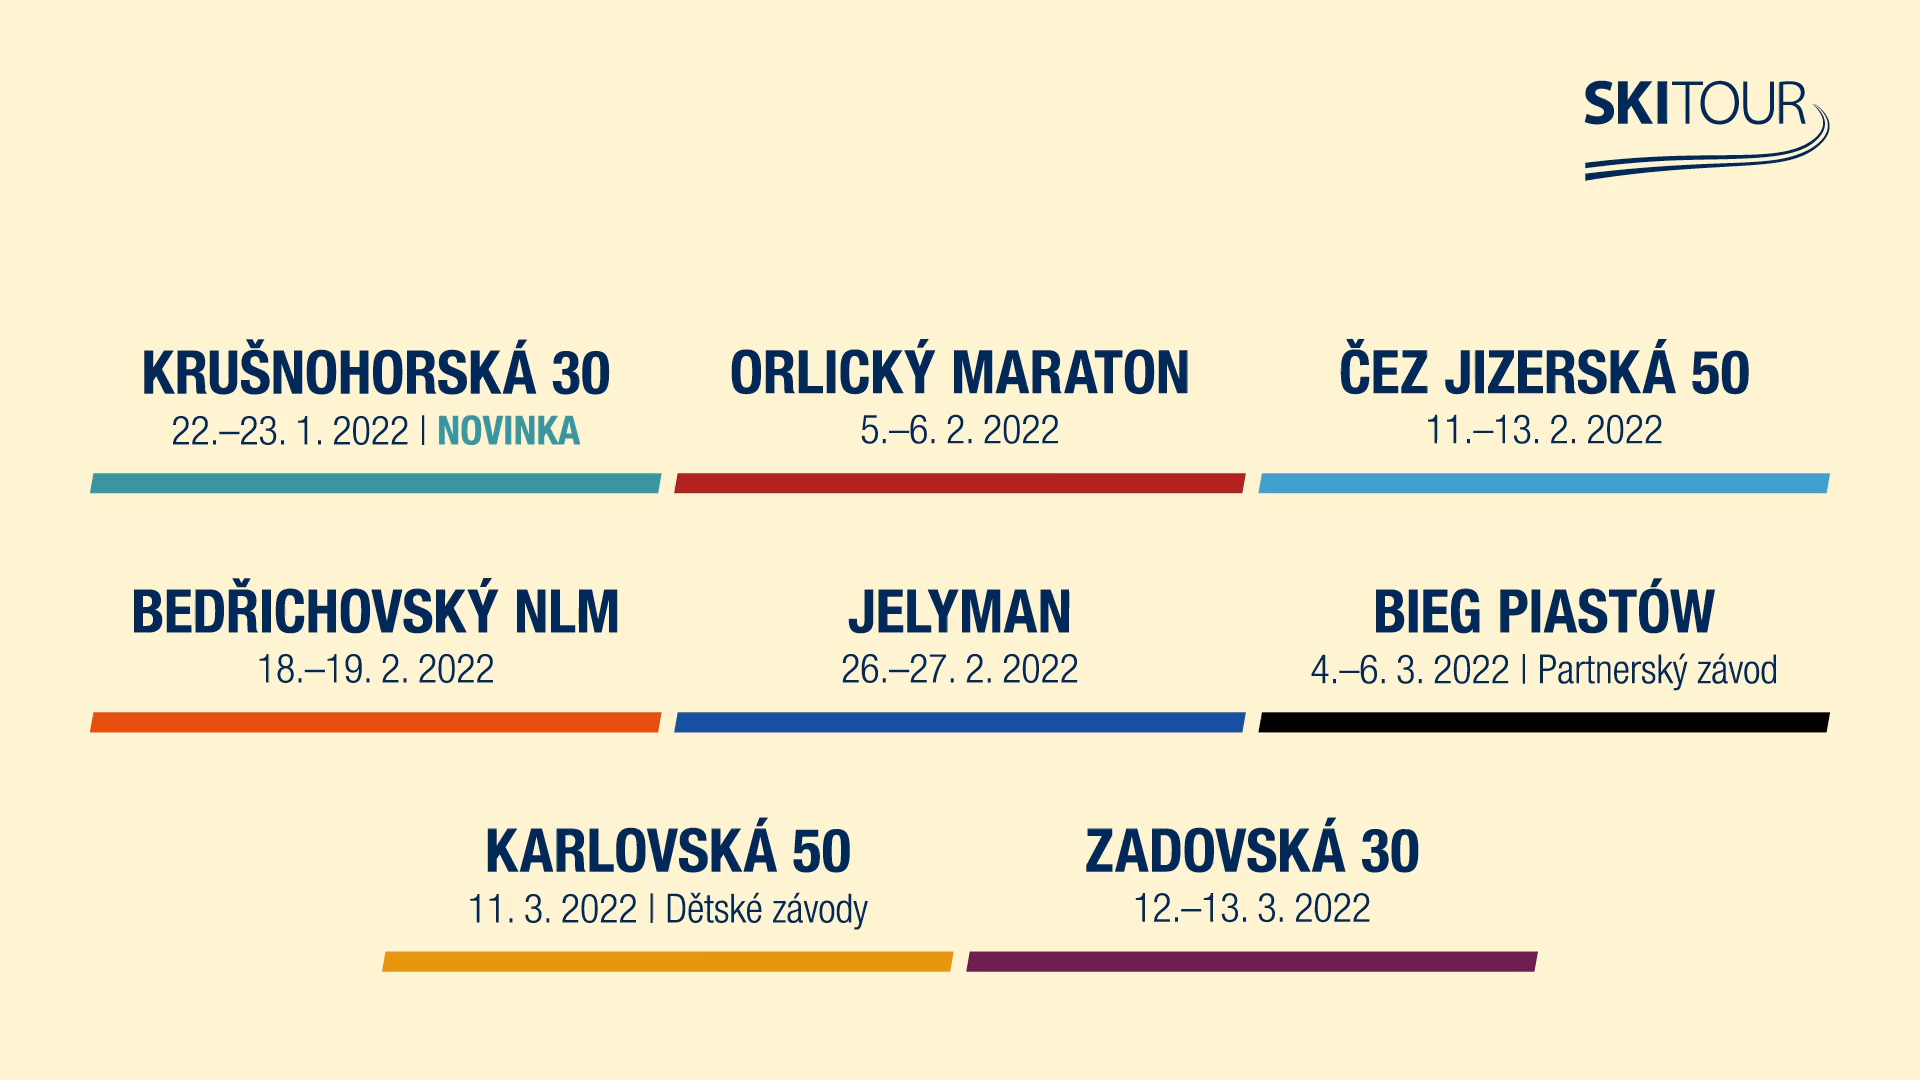 SKITOUR
KRUŠNOHORSKÁ 30
22.–23. 1. 2022 | NOVINKA
ORLICKÝ MARATON
5.–6. 2. 2022
ČEZ JIZERSKÁ 50
11.–13. 2. 2022
BEDŘICHOVSKÝ NLM
18.–19. 2. 2022
JELYMAN
26.–27. 2. 2022
BIEG PIASTÓW
4.–6. 3. 2022 | Partnerský závod
KARLOVSKÁ 50
11. 3. 2022 | Dětské závody
ZADOVSKÁ 30
12.–13. 3. 2022